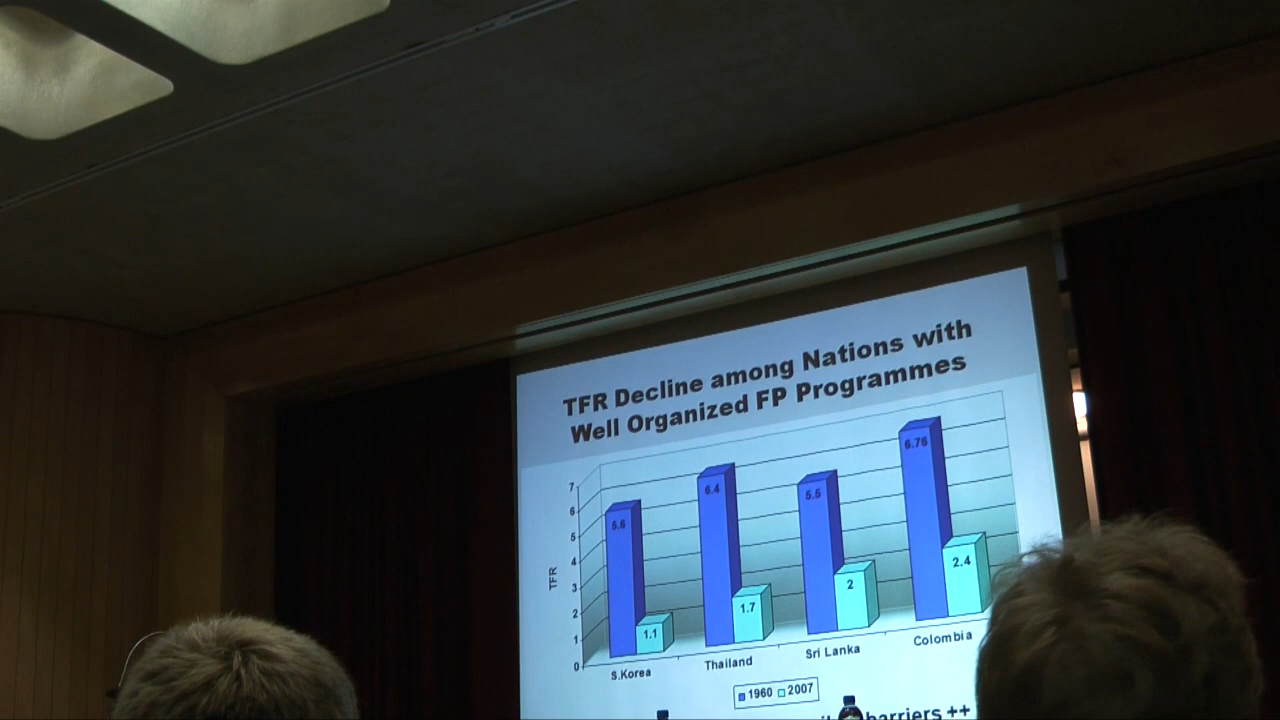 TFR Decline among Nations with
Well Organized FP Programmes
7
6
5
4
3
2
1
0
TFR
5.6
1.1
6.4
1.7
5.5
2
6.76
2.4
S.Korea
Thailand
Sri Lanka
Colombia
1960 2007
barriers ++